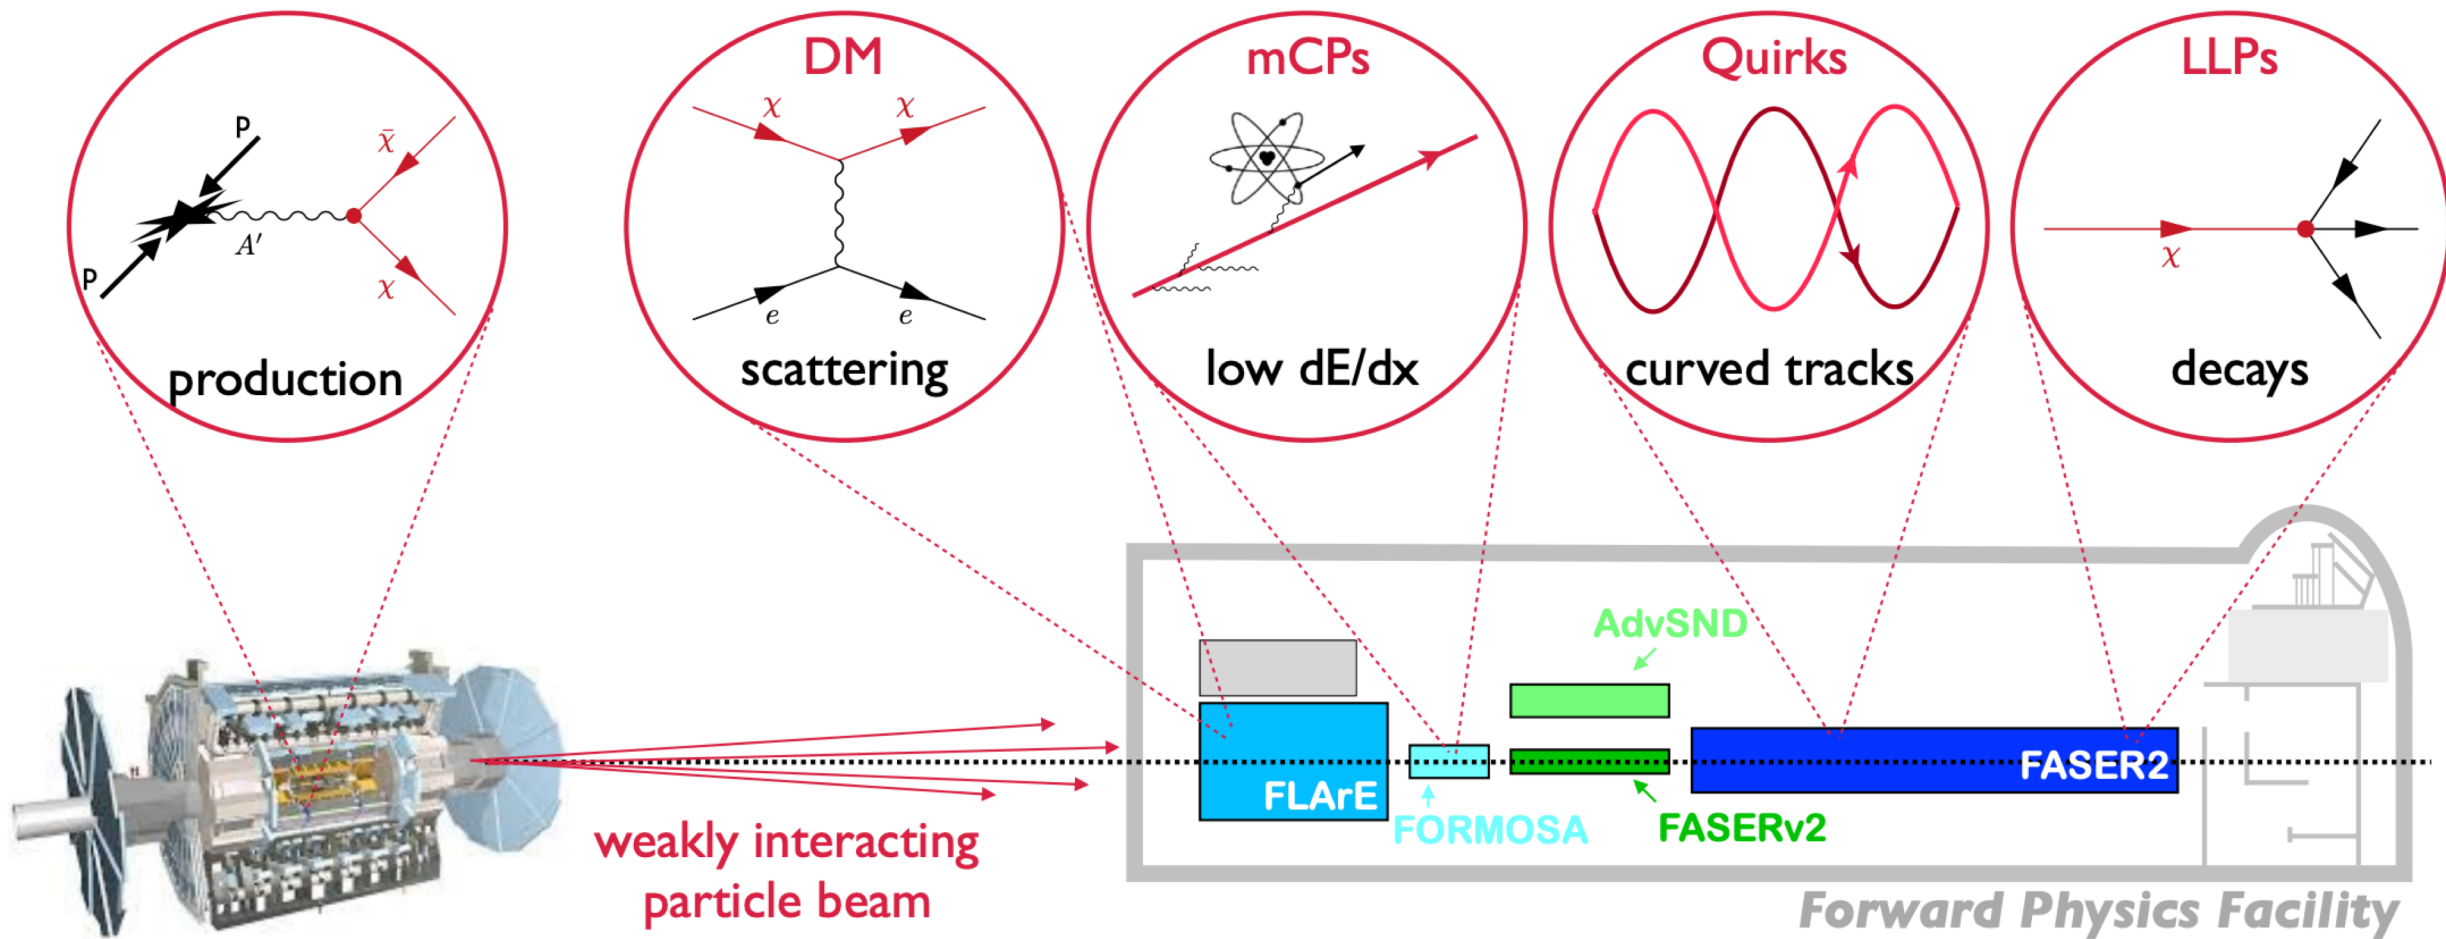 P
P
A′
χ̄
χ
production
DM
χ
χ
e
e
scattering
mCPs
low dE/dx
Quirks
curved tracks
LLPs
χ
decays
weakly interacting
particle beam
FLArE
FORMOSA
AdvSND
FASERv2
FASER2
Forward Physics Facility